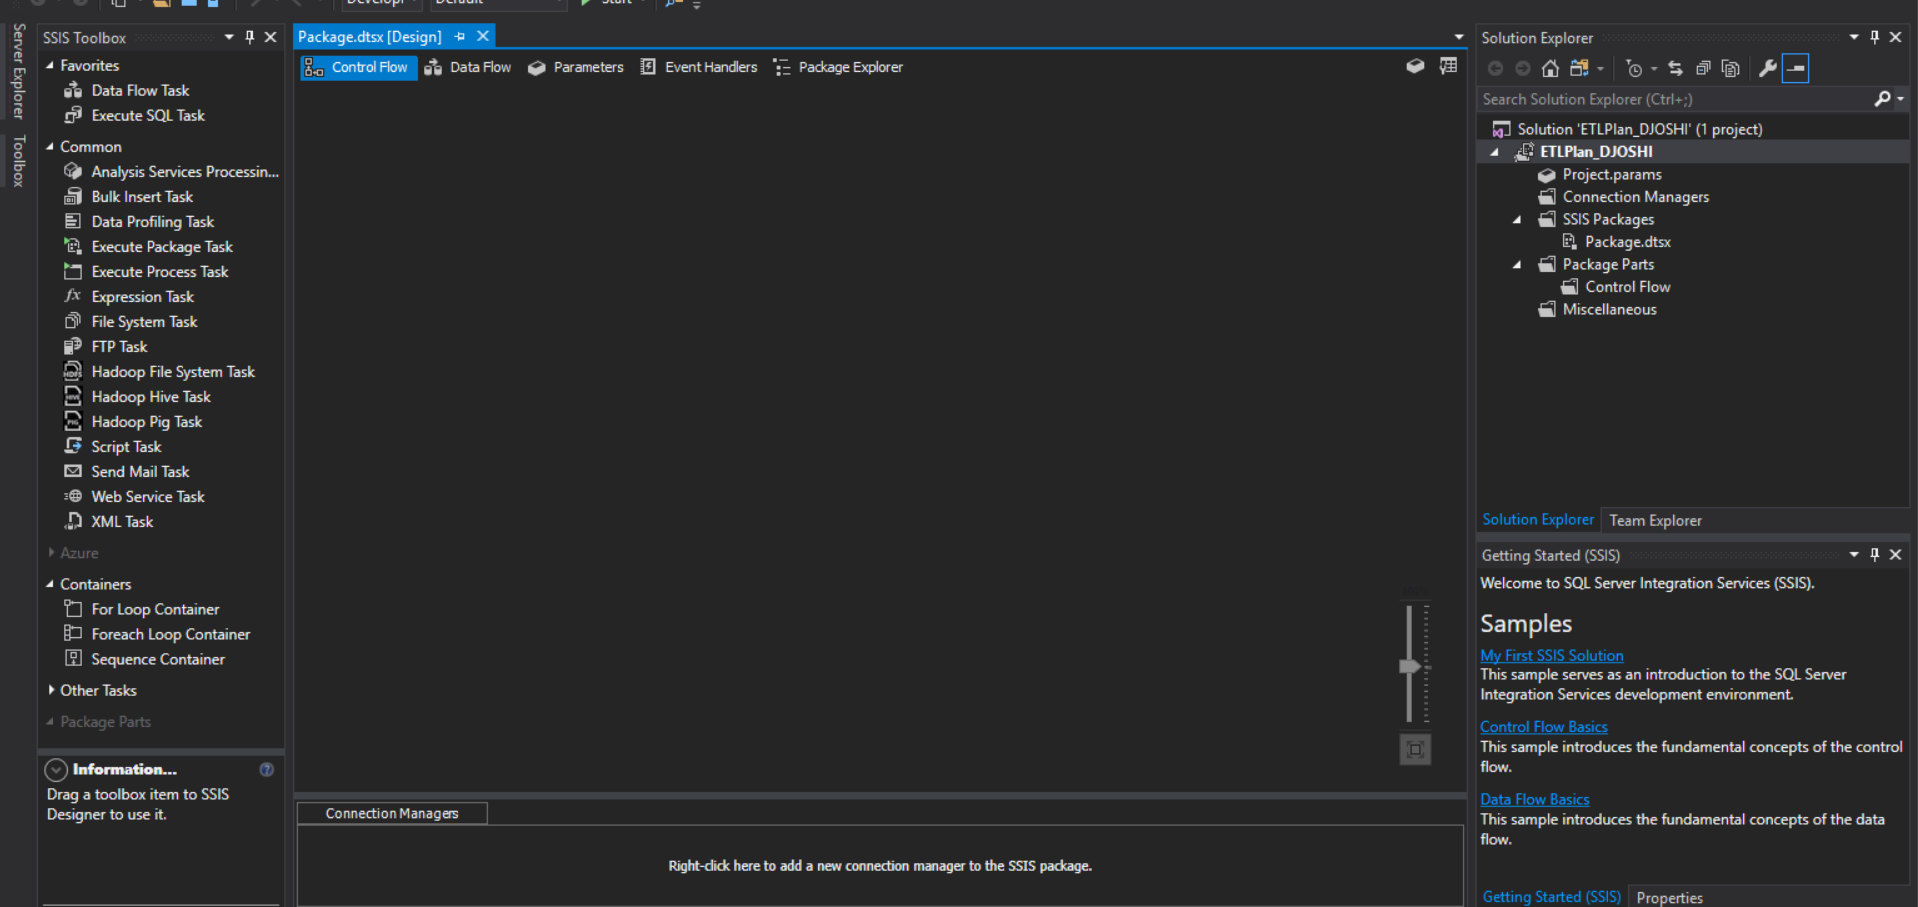 Developr
Default
Start
Server Explorer
Toolbox
SSIS Toolbox
Favorites
Data Flow Task
Execute SQL Task
Common
Analysis Services Processin...
Bulk Insert Task
Data Profiling Task
Execute Package Task
Execute Process Task
Expression Task
File System Task
FTP Task
Hadoop File System Task
Hadoop Hive Task
Hadoop Pig Task
Script Task
Send Mail Task
Web Service Task
XML Task
Azure
Containers
For Loop Container
Foreach Loop Container
Sequence Container
Other Tasks
Package Parts
Information...
Drag a toolbox item to SSIS
Designer to use it.
Package.dtsx [Design]
Control Flow
Data Flow
Parameters
Event Handlers
Package Explorer
Connection Managers
Right-click here to add a new connection manager to the SSIS package.
Solution Explorer
Search Solution Explorer (Ctrl+;)
Solution 'ETLPlan_DJOSHI' (1 project)
ETLPlan_DJOSHI
Project.params
Connection Managers
SSIS Packages
Package.dtsx
Package Parts
Control Flow
Miscellaneous
Solution Explorer
Team Explorer
Getting Started (SSIS)
Welcome to SQL Server Integration Services (SSIS).
Samples
My First SSIS Solution
This sample serves as an introduction to the SQL Server
Integration Services development environment.
Control Flow Basics
This sample introduces the fundamental concepts of the control
flow.
Data Flow Basics
This sample introduces the fundamental concepts of the data
flow.
Getting Started (SSIS)
Properties